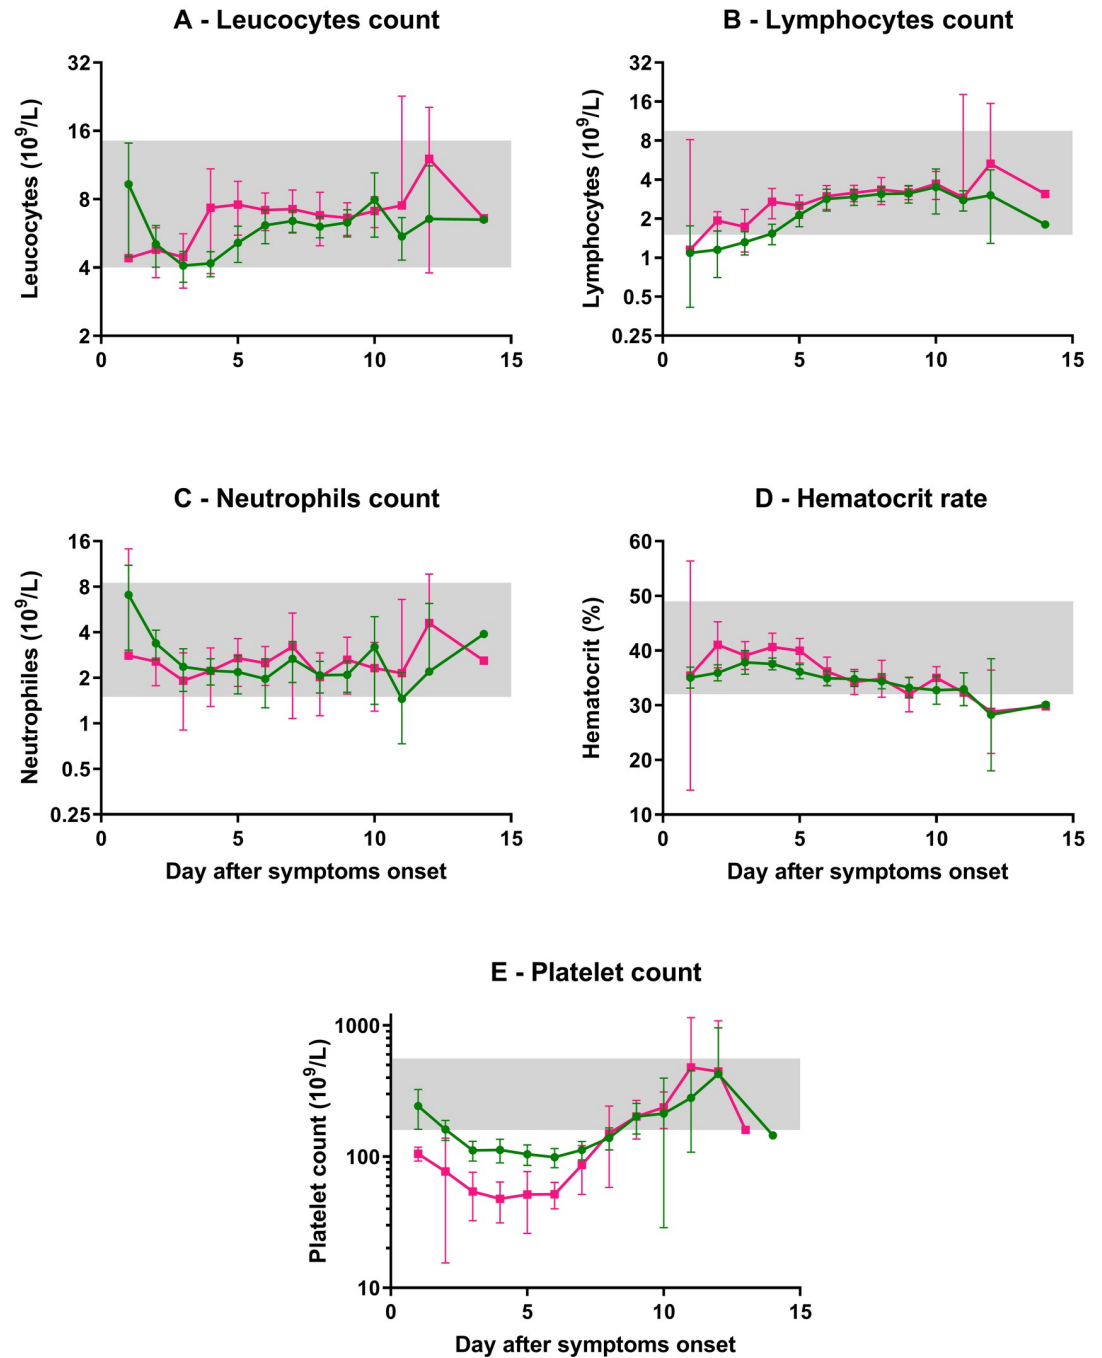 A - Leucocytes count
Leucocytes (10⁹/L)
32
16
8
4
2
0 5 10 15
B - Lymphocytes count
Lymphocytes (10⁹/L)
32
16
8
4
2
1
0.5
0.25
0 5 10 15
C - Neutrophils count
Neutrophiles (10⁹/L)
16
8
4
2
1
0.5
0.25
0 5 10 15
Day after symptoms onset
D - Hematocrit rate
Hematocrit (%)
60
50
40
30
20
10
0 5 10 15
Day after symptoms onset
E - Platelet count
Platelet count (10⁹/L)
1000
100
10
0 5 10 15
Day after symptoms onset